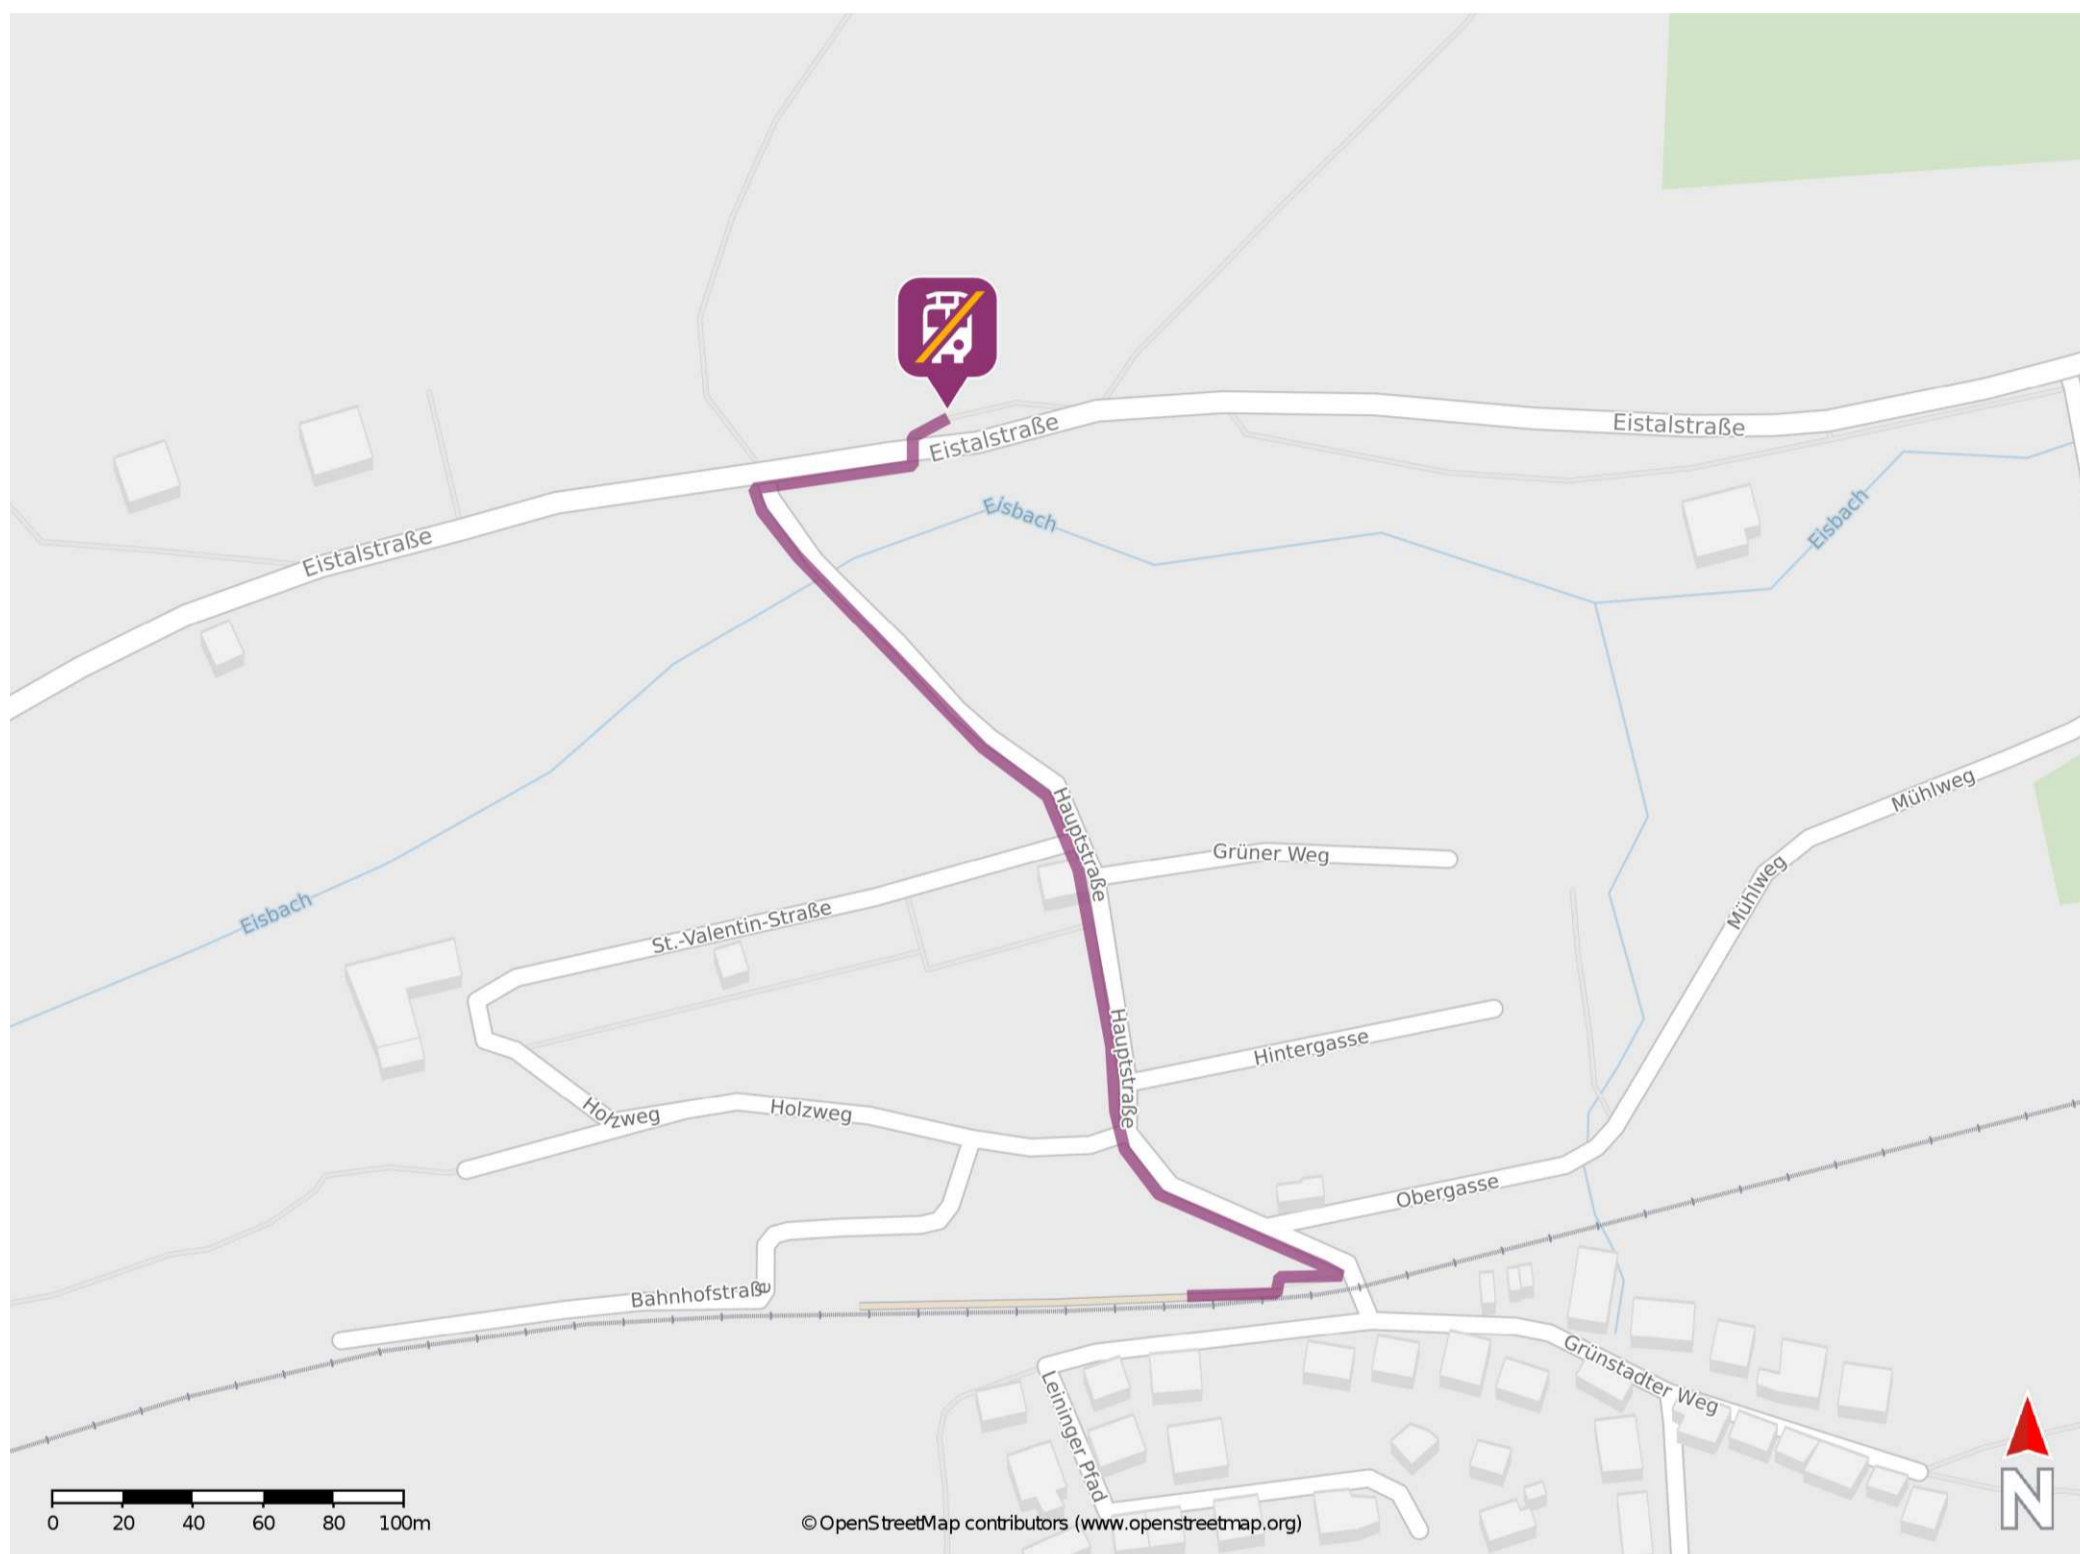 Eistalstraße
Eistalstraße
Eistalstraße
Eisbach
Eisbach
Eisbach
Hauptstraße
Grüner Weg
Mühlweg
Mühlweg
St.-Valentin-Straße
Hauptstraße
Hintergasse
Holzweg
Holzweg
Obergasse
Bahnhofstraße
Grünstadter Weg
Leininger Pfad
0 20 40 60 80 100m
© OpenStreetMap contributors (www.openstreetmap.org)
N